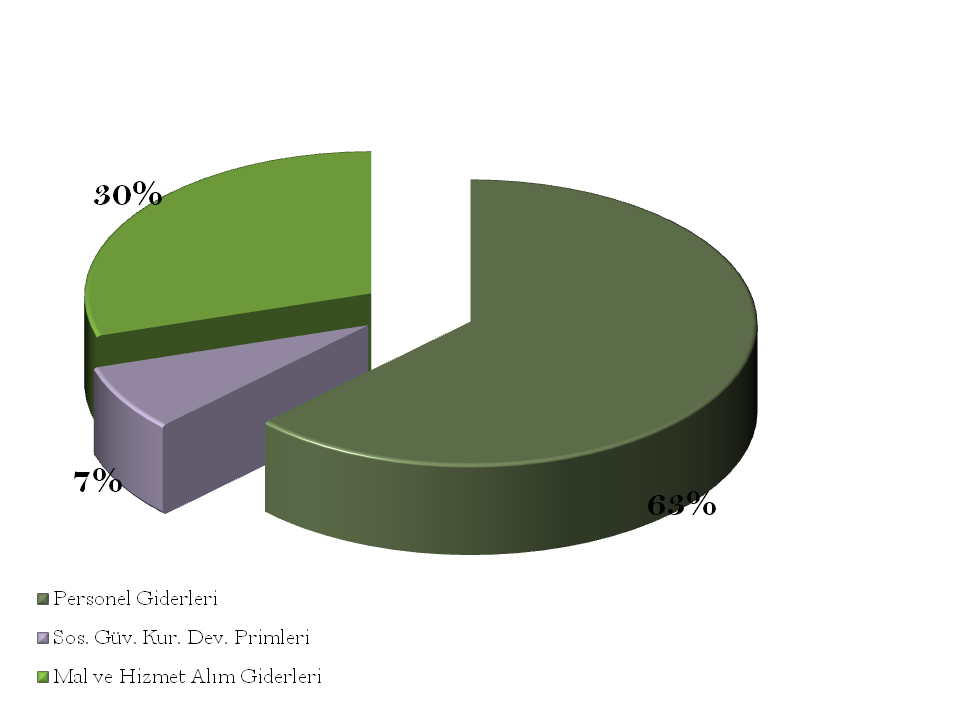 30%
7%
63%
Personel Giderleri
Sos. Güv. Kur. Dev. Primleri
Mal ve Hizmet Alım Giderleri